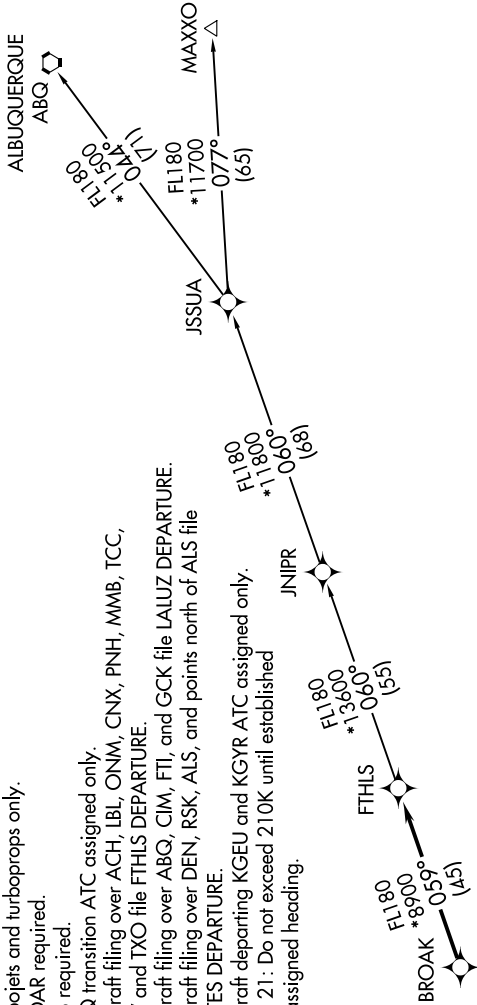 ALBUQUERQUE
ABQ
MAXXO
FL180
*11500
044°
(71)
FL180
*11700
077°
(65)
JSSUA
FL180
*11800
060°
(68)
JNIPR
FL180
*13600
060°
(55)
FTHLS
FL180
*8900
059°
(45)
BROAK
bojets and turboprops only.
DAR required.
required.
Q transition ATC assigned only.
raft filing over ACH, LBL, ONM, CNX, PNH, MMB, TCC,
and TXO file FTHLS DEPARTURE.
raft filing over ABQ, CIM, FTI, and GCK file LALUZ DEPARTURE.
raft filing over DEN, RSK, ALS, and points north of ALS file
TES DEPARTURE.
raft departing KGEU and KGYR ATC assigned only.
21: Do not exceed 210K until established
assigned heading.